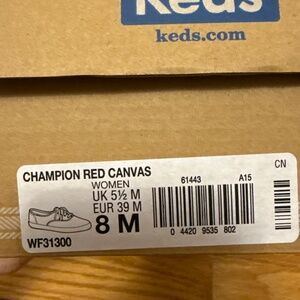 Keds
keds.com
CN
CHAMPION RED CANVAS
WOMEN
61443 A15
UK 5½ M
EUR 39 M
8 M
WF31300
0 4420 9535 802